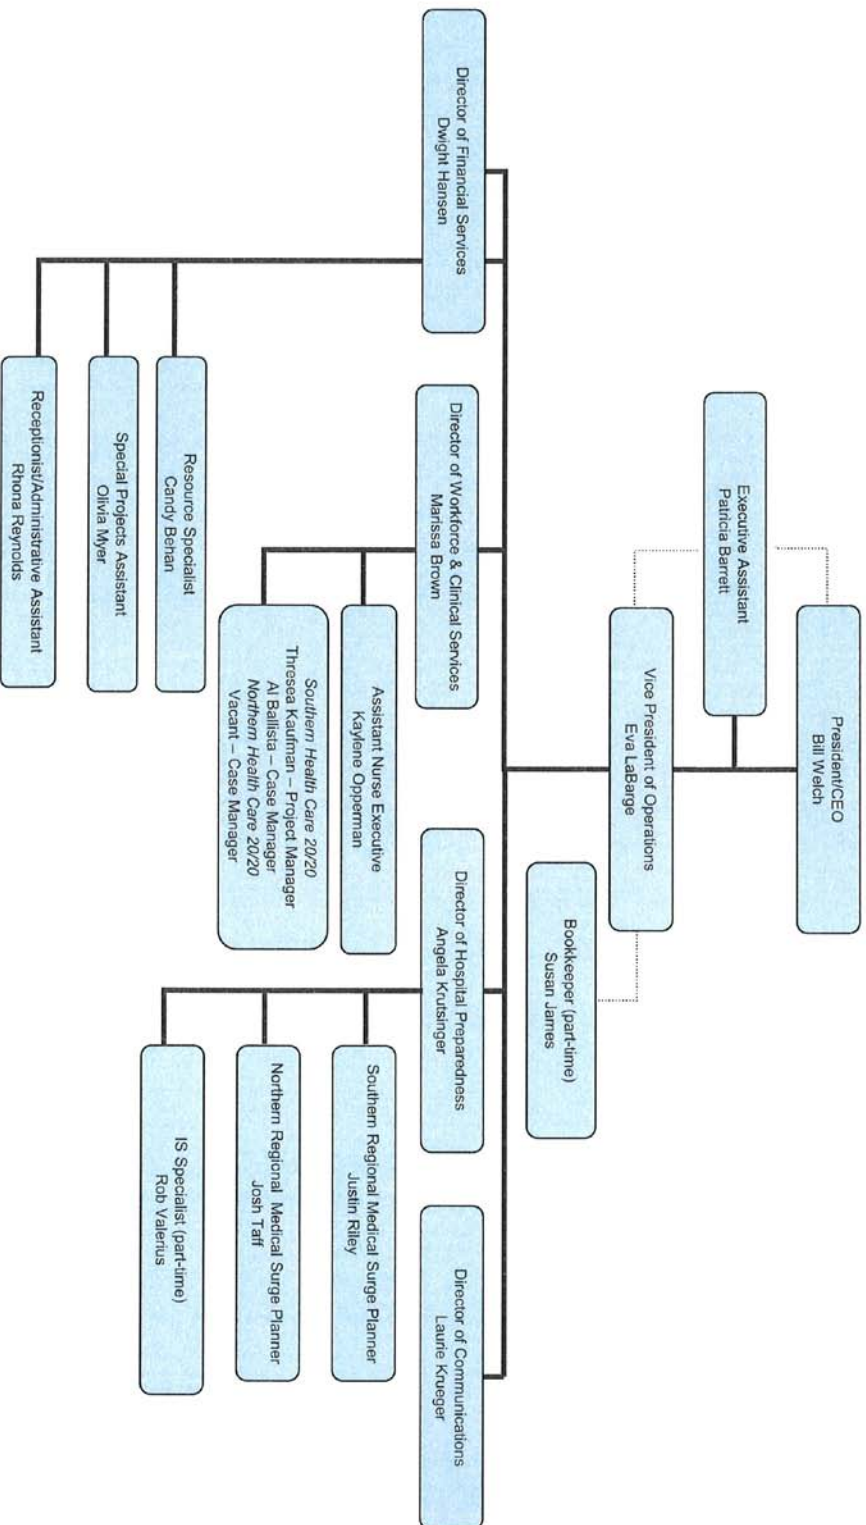 President/CEO
Bill Welch
Executive Assistant
Patricia Barrett
Vice President of Operations
Eva LaBarge
Bookkeeper (part-time)
Susan James
Director of Financial Services
Dwight Hansen
Director of Workforce & Clinical Services
Marissa Brown
Director of Hospital Preparedness
Angela Krutsinger
Director of Communications
Laurie Krueger
Resource Specialist
Candy Behan
Special Projects Assistant
Olivia Myer
Receptionist/Administrative Assistant
Rhona Reynolds
Assistant Nurse Executive
Kaylene Opperman
Southern Health Care 20/20
Thresea Kaufman – Project Manager
Al Ballista – Case Manager
Northern Health Care 20/20
Vacant – Case Manager
Southern Regional Medical Surge Planner
Justin Riley
Northern Regional Medical Surge Planner
Josh Taff
IS Specialist (part-time)
Rob Valerius